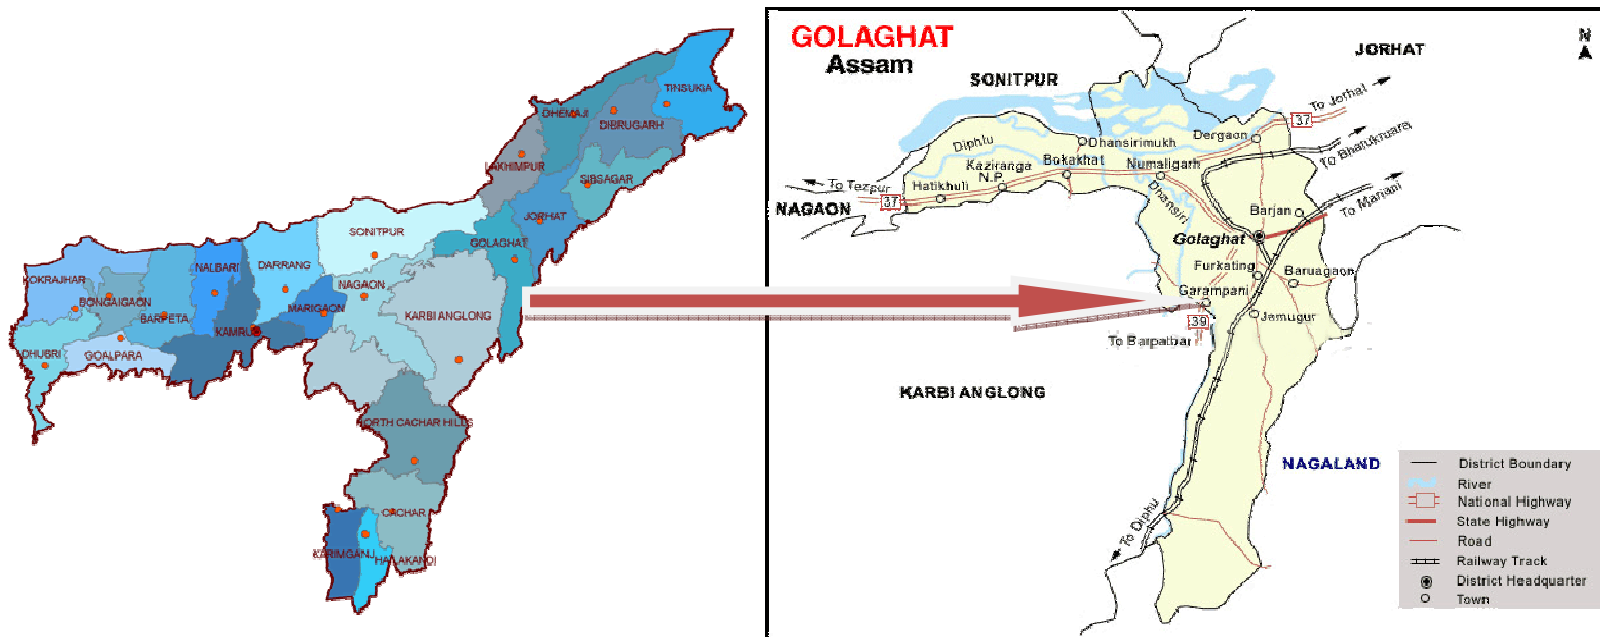 TINSUKIA
DHEMAJI
DIBRUGARH
LAKHIMPUR
SIBSAGAR
JORHAT
SONITPUR
GOLAGHAT
NALBARI
DARRANG
KOKRAJHAR
NAGAON
BONGAIGAON
MARIGAON
BARPETA
KARBI ANGLONG
KAMRUP
DHUBRI
GOALPARA
NORTH CACHAR HILLS
CACHAR
KARIMGANJ
HAILAKANDI
GOLAGHAT
Assam
N
JORHAT
SONITPUR
To Jorhat
37
Dergaon
Diphlu
Dhansirimukh
To Bharukhara
Kaziranga
N.P.
Bokakhat
Numaligarh
To Tezpur
Hatikhuli
Dhansiri
To Mariani
37
NAGAON
Barjan
Golaghat
Furkating
Baruagaon
Garampani
39
Jamugur
To Barpathar
KARBI ANGLONG
NAGALAND
To Diphu
District Boundary
River
National Highway
State Highway
Road
Railway Track
District Headquarter
Town